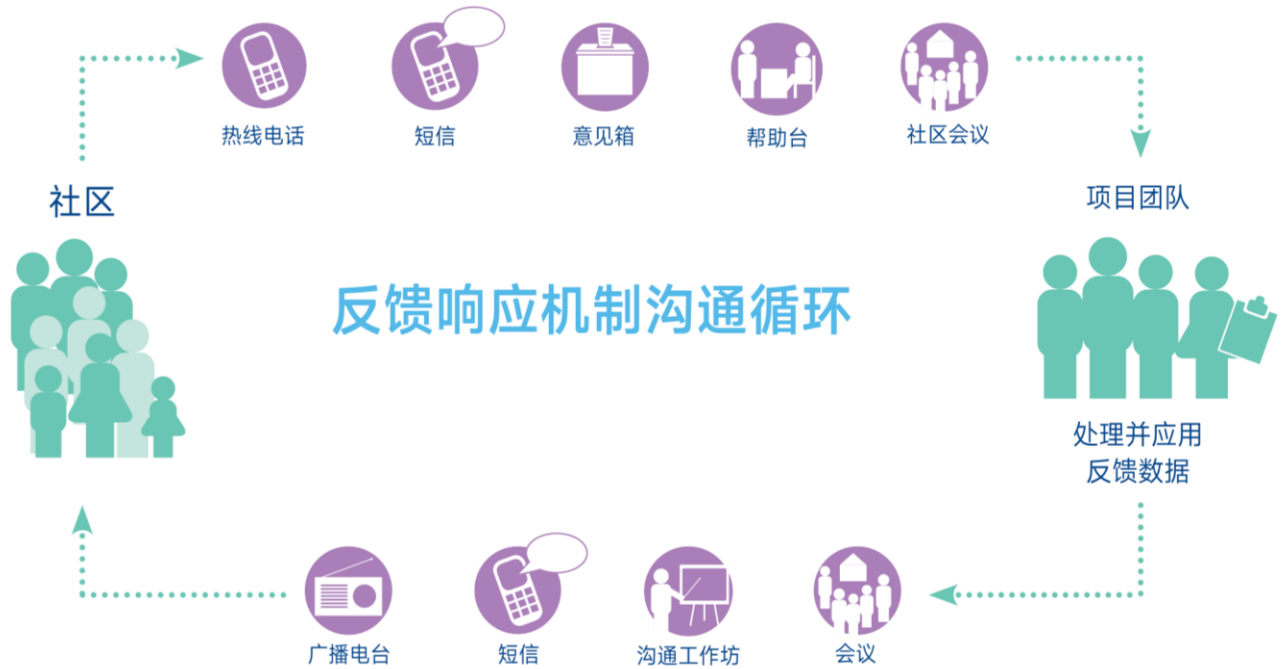 热线电话
短信
意见箱
帮助台
社区会议
社区
项目团队
反馈响应机制沟通循环
处理并应用
反馈数据
广播电台
短信
沟通工作坊
会议